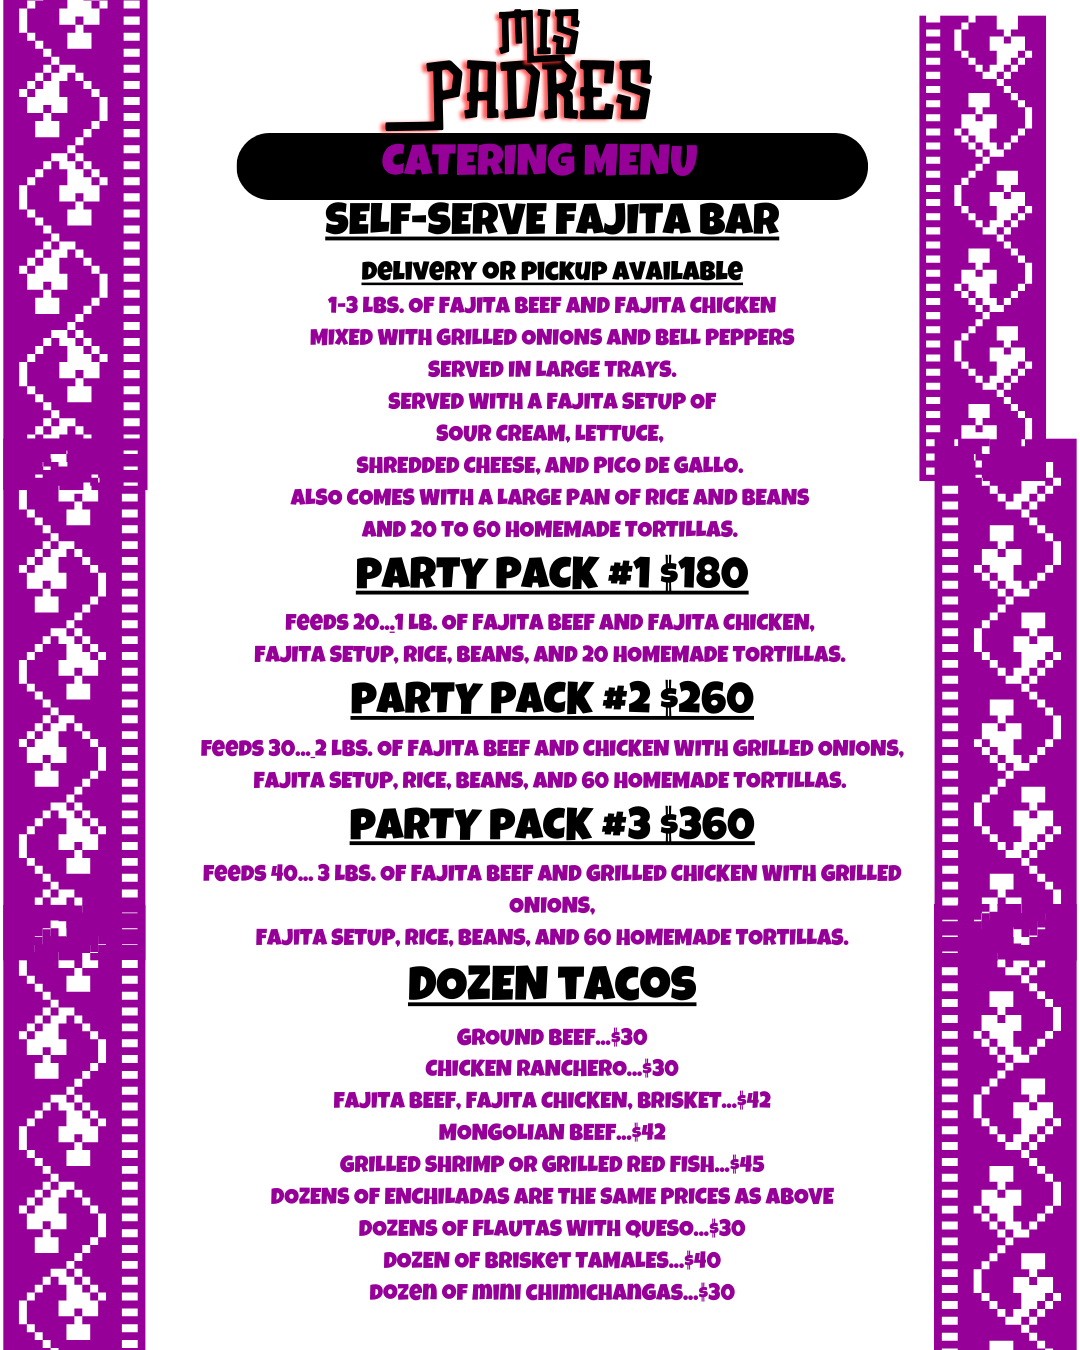 MIS
PADRES
CATERING MENU
SELF-SERVE FAJITA BAR
DELIVERY OR PICKUP AVAILABLE
1-3 LBS. OF FAJITA BEEF AND FAJITA CHICKEN
MIXED WITH GRILLED ONIONS AND BELL PEPPERS
SERVED IN LARGE TRAYS.
SERVED WITH A FAJITA SETUP OF
SOUR CREAM, LETTUCE,
SHREDDED CHEESE, AND PICO DE GALLO.
ALSO COMES WITH A LARGE PAN OF RICE AND BEANS
AND 20 TO 60 HOMEMADE TORTILLAS.
PARTY PACK #1 $180
FEEDS 20...1 LB. OF FAJITA BEEF AND FAJITA CHICKEN,
FAJITA SETUP, RICE, BEANS, AND 20 HOMEMADE TORTILLAS.
PARTY PACK #2 $260
FEEDS 30... 2 LBS. OF FAJITA BEEF AND CHICKEN WITH GRILLED ONIONS,
FAJITA SETUP, RICE, BEANS, AND 60 HOMEMADE TORTILLAS.
PARTY PACK #3 $360
FEEDS 40... 3 LBS. OF FAJITA BEEF AND GRILLED CHICKEN WITH GRILLED
ONIONS,
FAJITA SETUP, RICE, BEANS, AND 60 HOMEMADE TORTILLAS.
DOZEN TACOS
GROUND BEEF...$30
CHICKEN RANCHERO...$30
FAJITA BEEF, FAJITA CHICKEN, BRISKET...$42
MONGOLIAN BEEF...$42
GRILLED SHRIMP OR GRILLED RED FISH...$45
DOZENS OF ENCHILADAS ARE THE SAME PRICES AS ABOVE
DOZENS OF FLAUTAS WITH QUESO...$30
DOZEN OF BRISKET TAMALES...$40
DOZEN OF MINI CHIMICHANGAS...$30